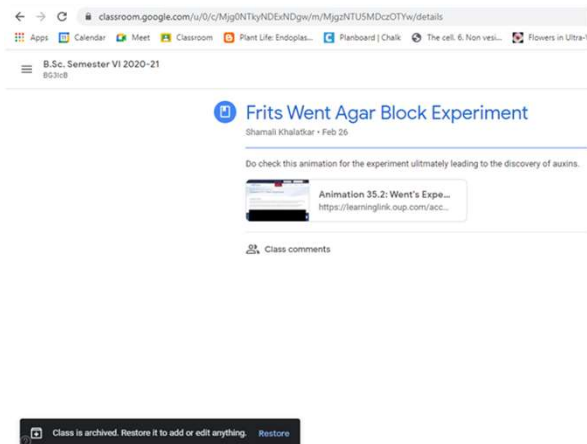 classroom.google.com/u/0/c/Mjg0NTkyNDExNDgw/m/MjgzNTU5MDczOTYw/details
Apps Calendar Meet Classroom Plant Life: Endoplas... Planboard | Chalk The cell. 6. Non vesi... Flowers in Ultra-
B.Sc. Semester VI 2020-21
BG3IcB
Frits Went Agar Block Experiment
Shamali Khalatkar • Feb 26
Do check this animation for the experiment ulitmately leading to the discovery of auxins.
Animation 35.2: Went's Expe...
https://learninglink.oup.com/acc...
Class comments
Class is archived. Restore it to add or edit anything. Restore